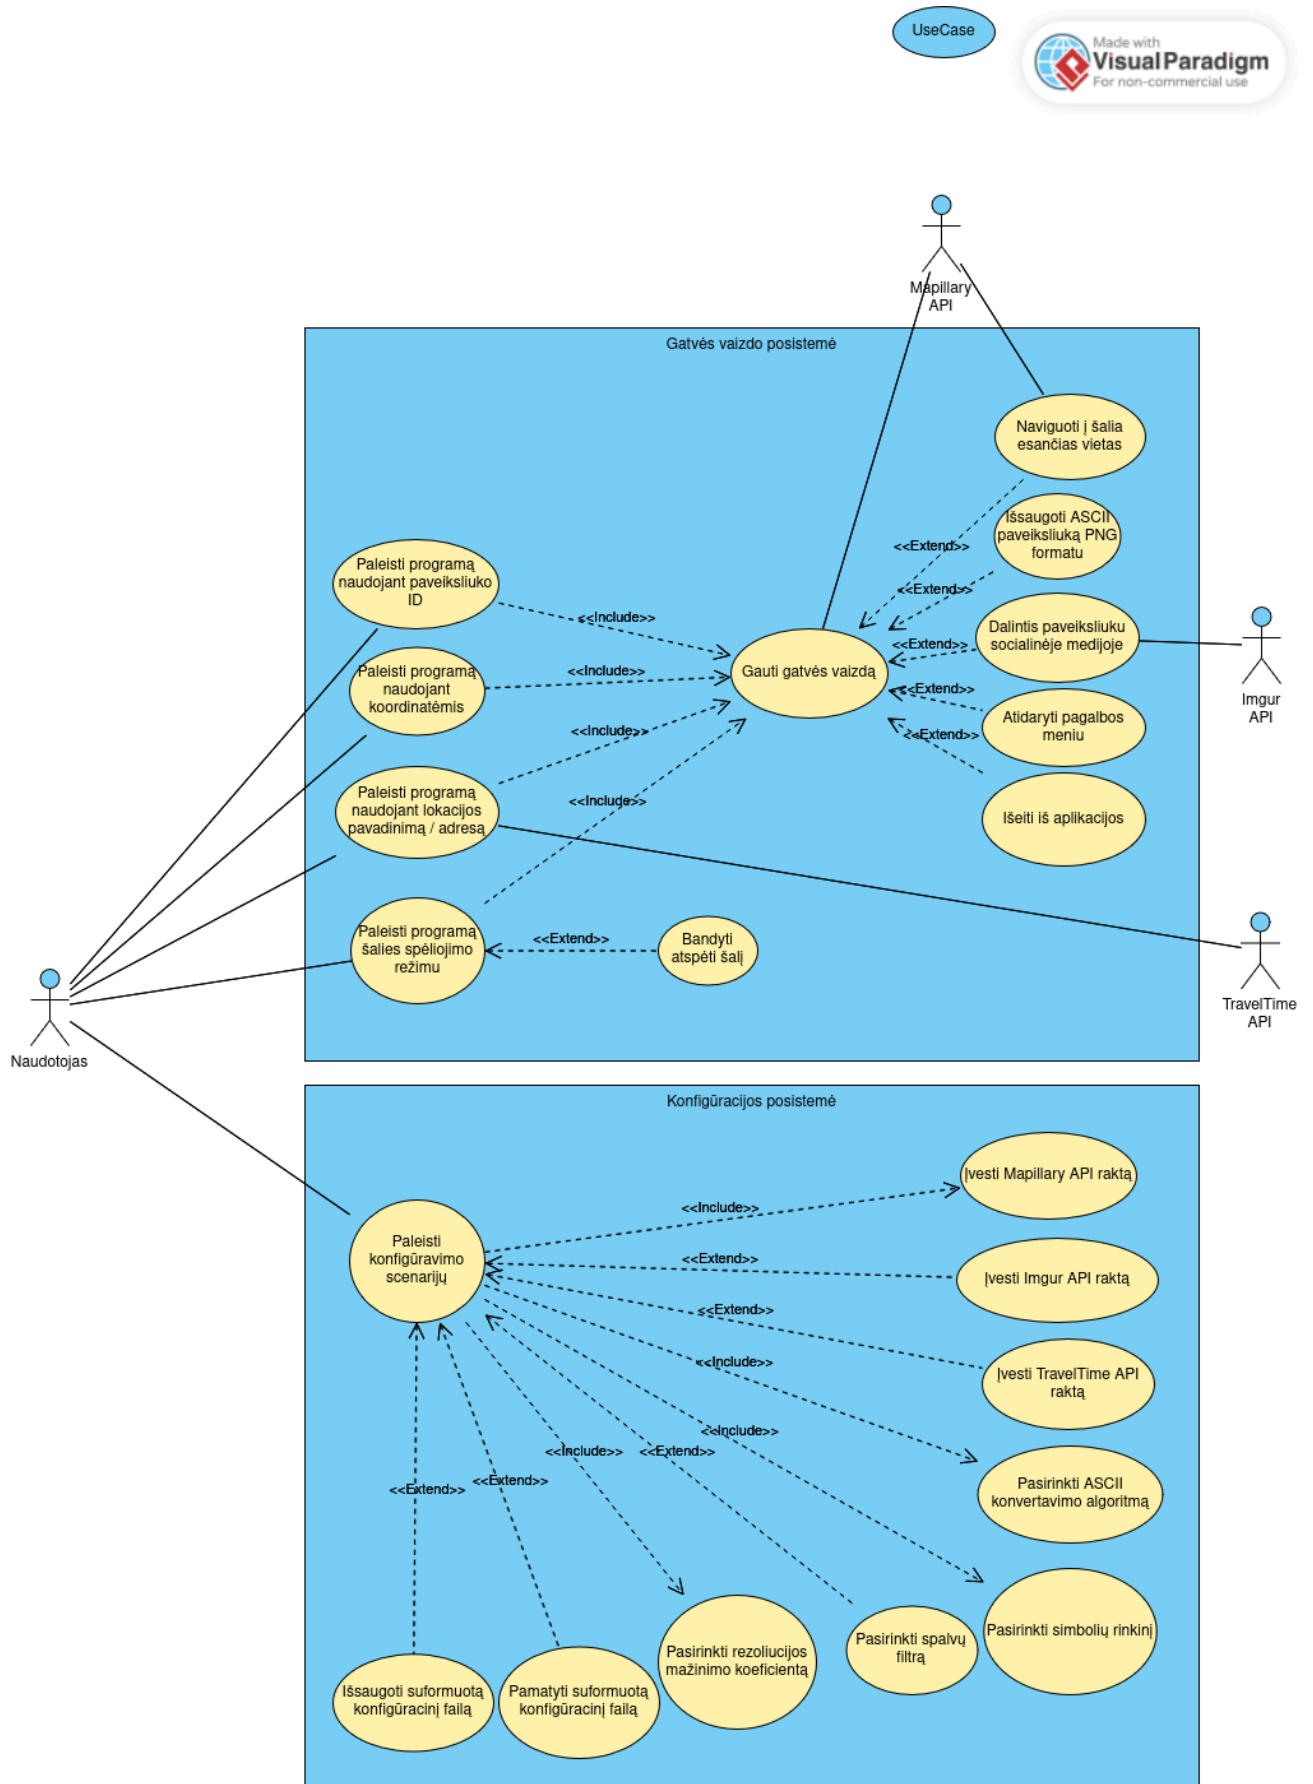 UseCase
Made with
Visual Paradigm
For non-commercial use
Mapillary
API
Gatvės vaizdo posistemė
Naviguoti į šalia
esančias vietas
<<Extend>>
Išsaugoti ASCII
paveiksliuką PNG
formatu
<<Extend>>
Paleisti programą
naudojant paveiksliuko
ID
<<Include>>
Dalintis paveiksliuku
socialinėje medijoje
<<Extend>>
Imgur
API
Paleisti programą
naudojant
koordinatėmis
<<Include>>
Gauti gatvės vaizdą
<<Extend>>
Atidaryti pagalbos
meniu
<<Extend>>
<<Include>>
Paleisti programą
naudojant lokacijos
pavadinimą / adresą
<<Include>>
Išeiti iš aplikacijos
Paleisti programą
šalies spėliojimo
režimu
<<Extend>>
Bandyti
atspėti šalį
TravelTime
API
Naudotojas
Konfigūracijos posistemė
Įvesti Mapillary API raktą
<<Include>>
Paleisti
konfigūravimo
scenarijų
<<Extend>>
Įvesti Imgur API raktą
<<Extend>>
Įvesti TravelTime API
raktą
<<Include>>
<<Include>>
<<Include>>
<<Extend>>
<<Extend>>
<<Extend>>
Pasirinkti ASCII
konvertavimo algoritmą
Pasirinkti simbolių rinkinį
Pasirinkti spalvų
filtrą
Pasirinkti rezoliucijos
mažinimo koeficientą
Išsaugoti suformuotą
konfigūracinį failą
Pamatyti suformuotą
konfigūracinį failą